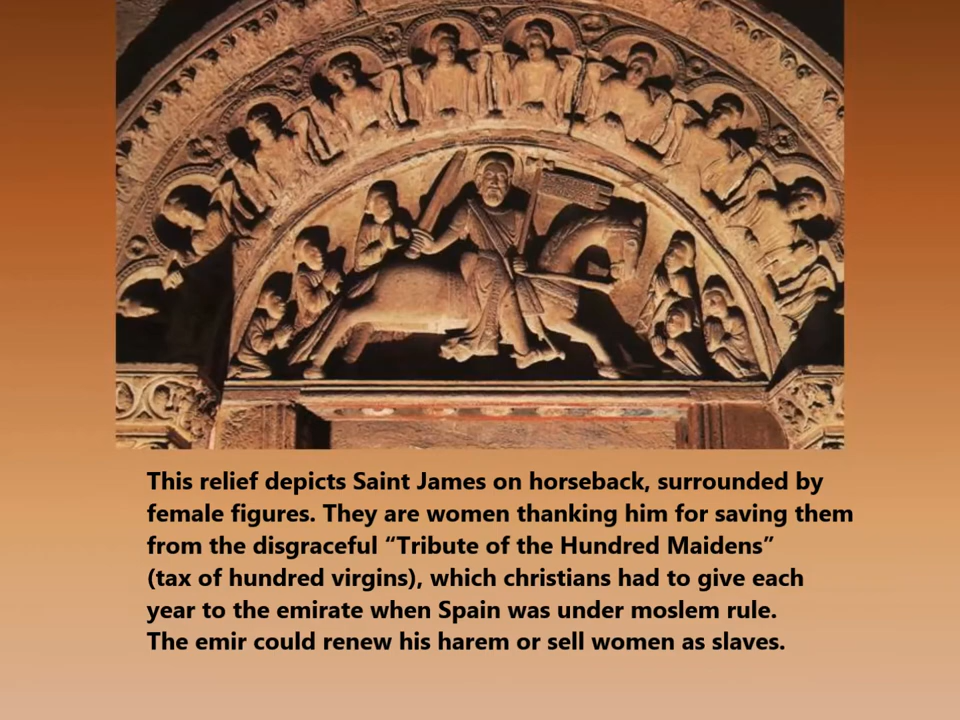 This relief depicts Saint James on horseback, surrounded by
female figures. They are women thanking him for saving them
from the disgraceful “Tribute of the Hundred Maidens”
(tax of hundred virgins), which christians had to give each
year to the emirate when Spain was under moslem rule.
The emir could renew his harem or sell women as slaves.